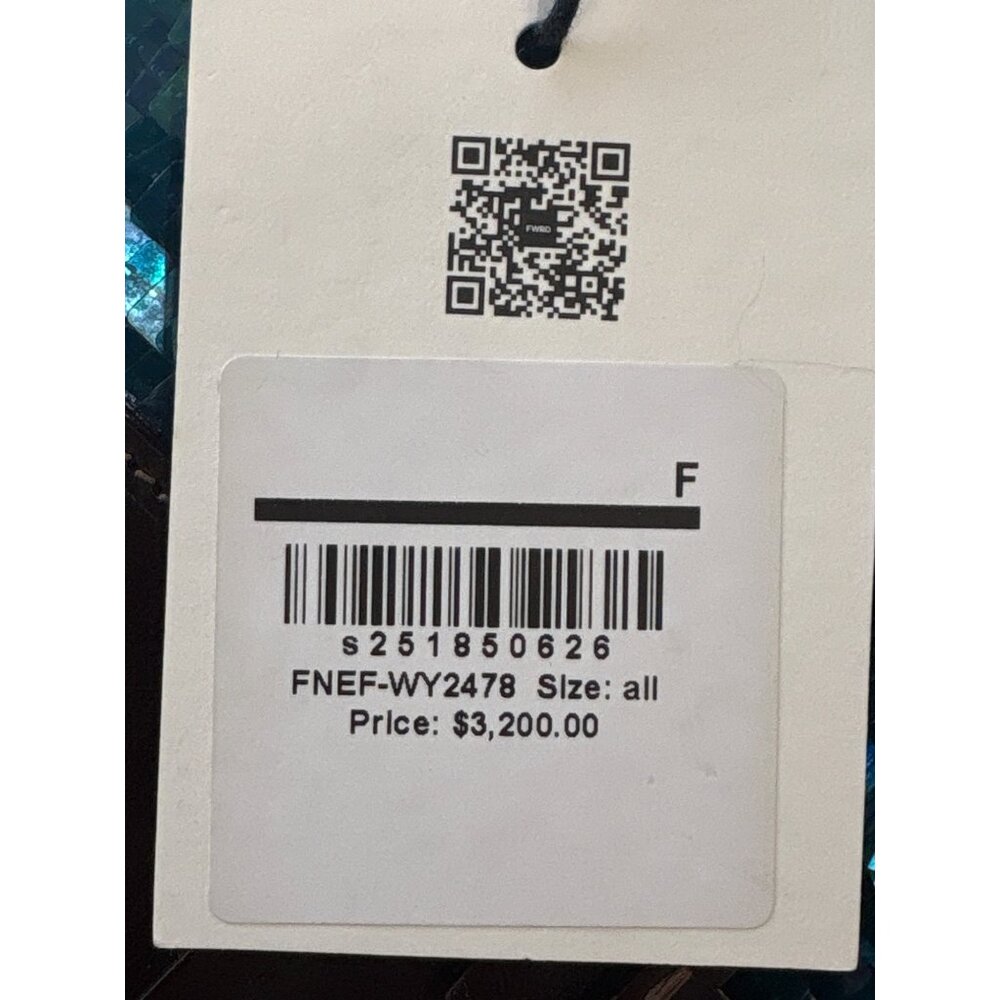 FWRD
F
s251850626
FNEF-WY2478 Size: all
Price: $3,200.00